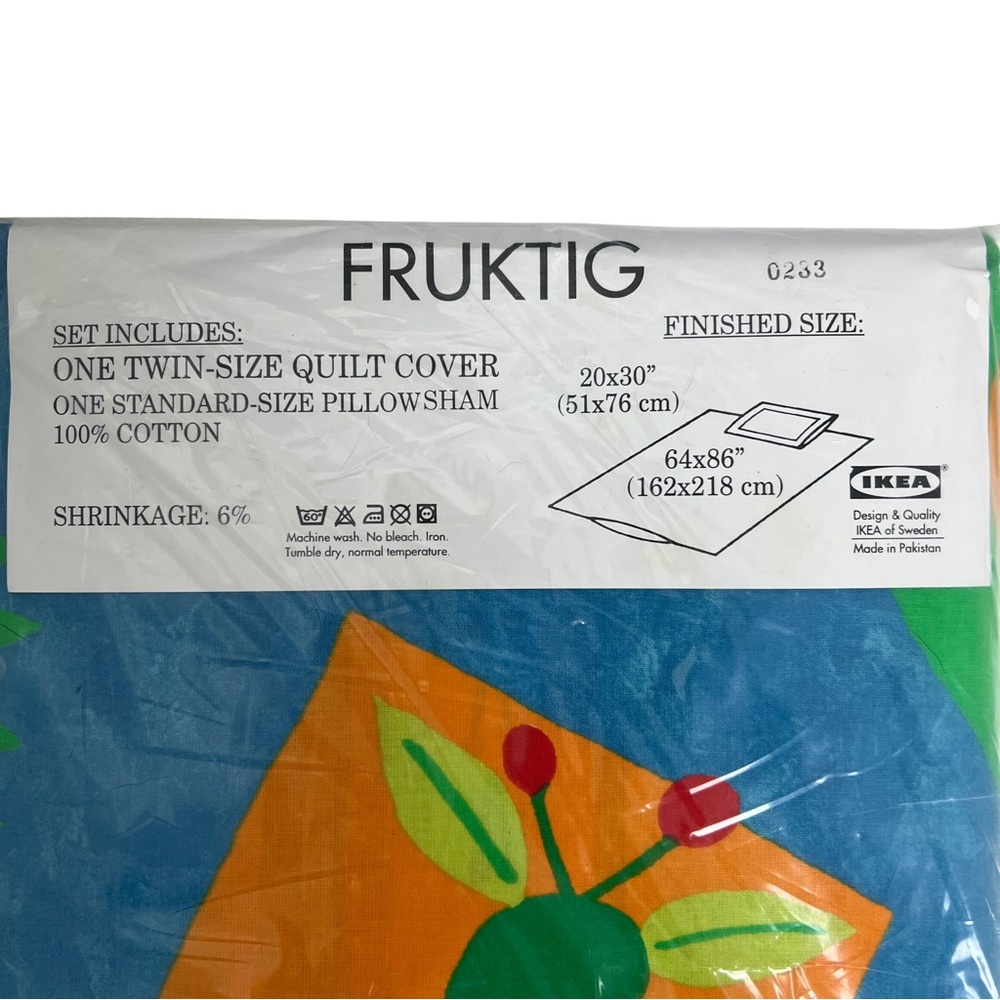 FRUKTIG
0233
SET INCLUDES:
ONE TWIN-SIZE QUILT COVER
ONE STANDARD-SIZE PILLOWSHAM
100% COTTON
SHRINKAGE: 6%
60°
Machine wash. No bleach. Iron.
Tumble dry, normal temperature.
FINISHED SIZE:
20x30”
(51x76 cm)
64x86”
(162x218 cm)
IKEA®
Design & Quality
IKEA of Sweden
Made in Pakistan